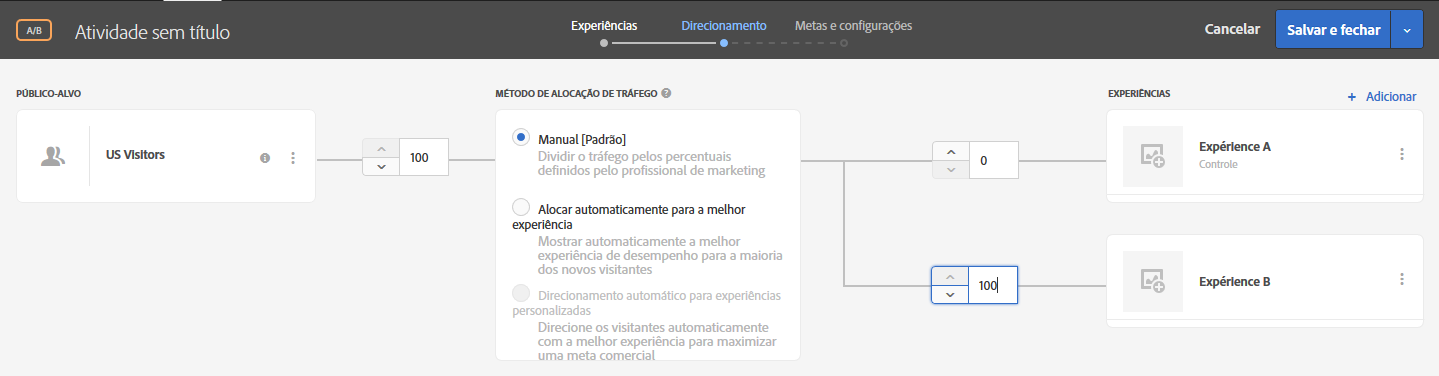 A/B
Atividade sem título
Experiências
Direcionamento
Metas e configurações
Cancelar
Salvar e fechar
PÚBLICO-ALVO
US Visitors
100
MÉTODO DE ALOCAÇÃO DE TRÁFEGO
Manual [Padrão]
Dividir o tráfego pelos percentuais
definidos pelo profissional de marketing
Alocar automaticamente para a melhor
experiência
Mostrar automaticamente a melhor
experiência de desempenho para a maioria
dos novos visitantes
Direcionamento automático para experiências
personalizadas
Direcione os visitantes automaticamente
com a melhor experiência para maximizar
uma meta comercial
0
100
EXPERIÊNCIAS
+ Adicionar
Expérience A
Controle
Expérience B